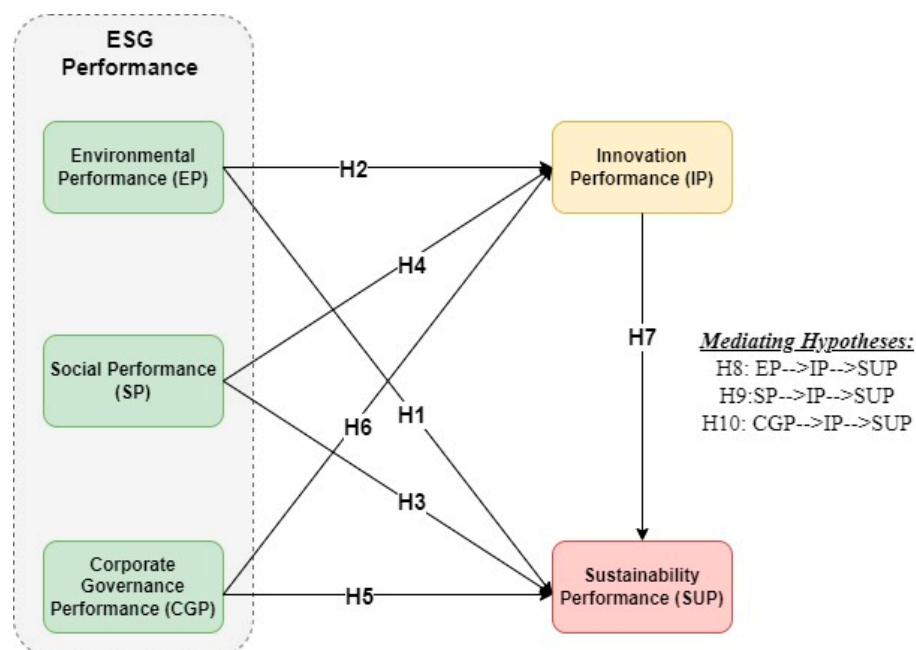 ESG
Performance
Environmental
Performance (EP)
H2
Innovation
Performance (IP)
H4
Social Performance
(SP)
H7
Mediating Hypotheses:
H8: EP-->IP-->SUP
H9:SP-->IP-->SUP
H10: CGP-->IP-->SUP
H6
H1
H3
Corporate
Governance
Performance (CGP)
H5
Sustainability
Performance (SUP)